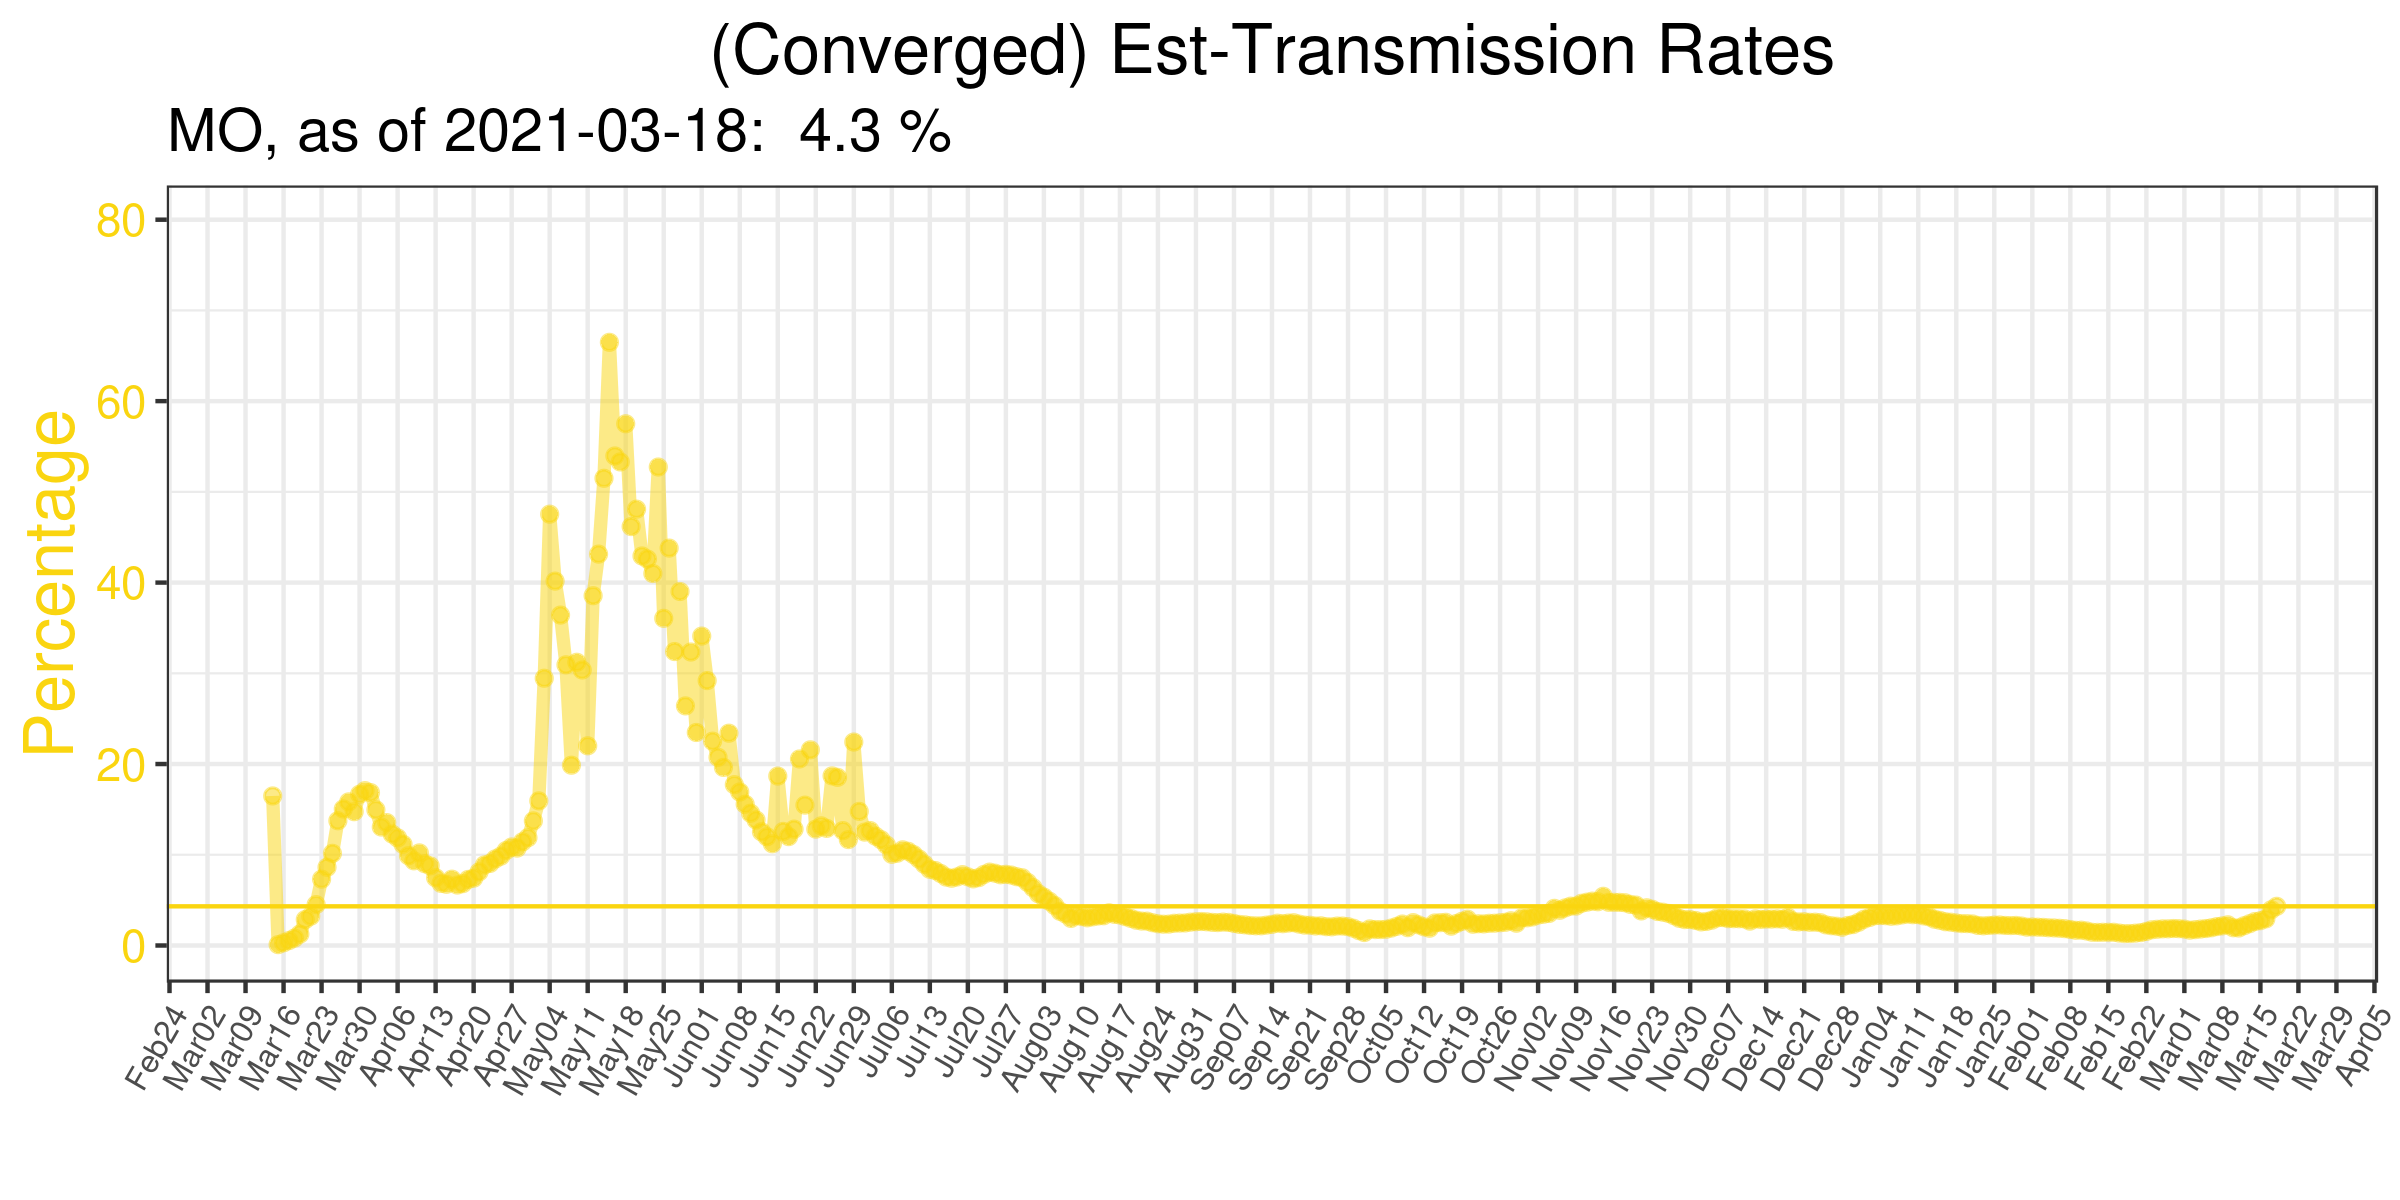 (Converged) Est-Transmission Rates
MO, as of 2021-03-18:  4.3 %
Percentage
80
60
40
20
0
Feb24
Mar02
Mar09
Mar16
Mar23
Mar30
Apr06
Apr13
Apr20
Apr27
May04
May11
May18
May25
Jun01
Jun08
Jun15
Jun22
Jun29
Jul06
Jul13
Jul20
Jul27
Aug03
Aug10
Aug17
Aug24
Aug31
Sep07
Sep14
Sep21
Sep28
Oct05
Oct12
Oct19
Oct26
Nov02
Nov09
Nov16
Nov23
Nov30
Dec07
Dec14
Dec21
Dec28
Jan04
Jan11
Jan18
Jan25
Feb01
Feb08
Feb15
Feb22
Mar01
Mar08
Mar15
Mar22
Mar29
Apr05